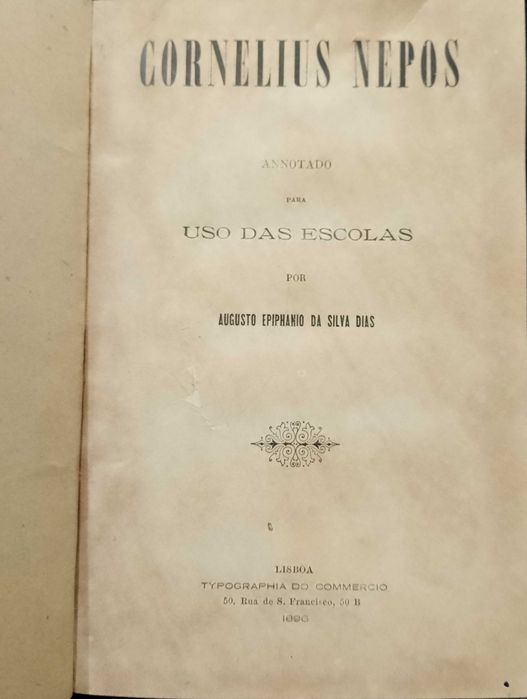 CORNELIUS NEPOS
ANNOTADO
PARA
USO DAS ESCOLAS
POR
AUGUSTO EPIPHANIO DA SILVA DIAS
LISBOA
TYPOGRAPHIA DO COMMERCIO
50, Rua de S. Francisco, 50 B